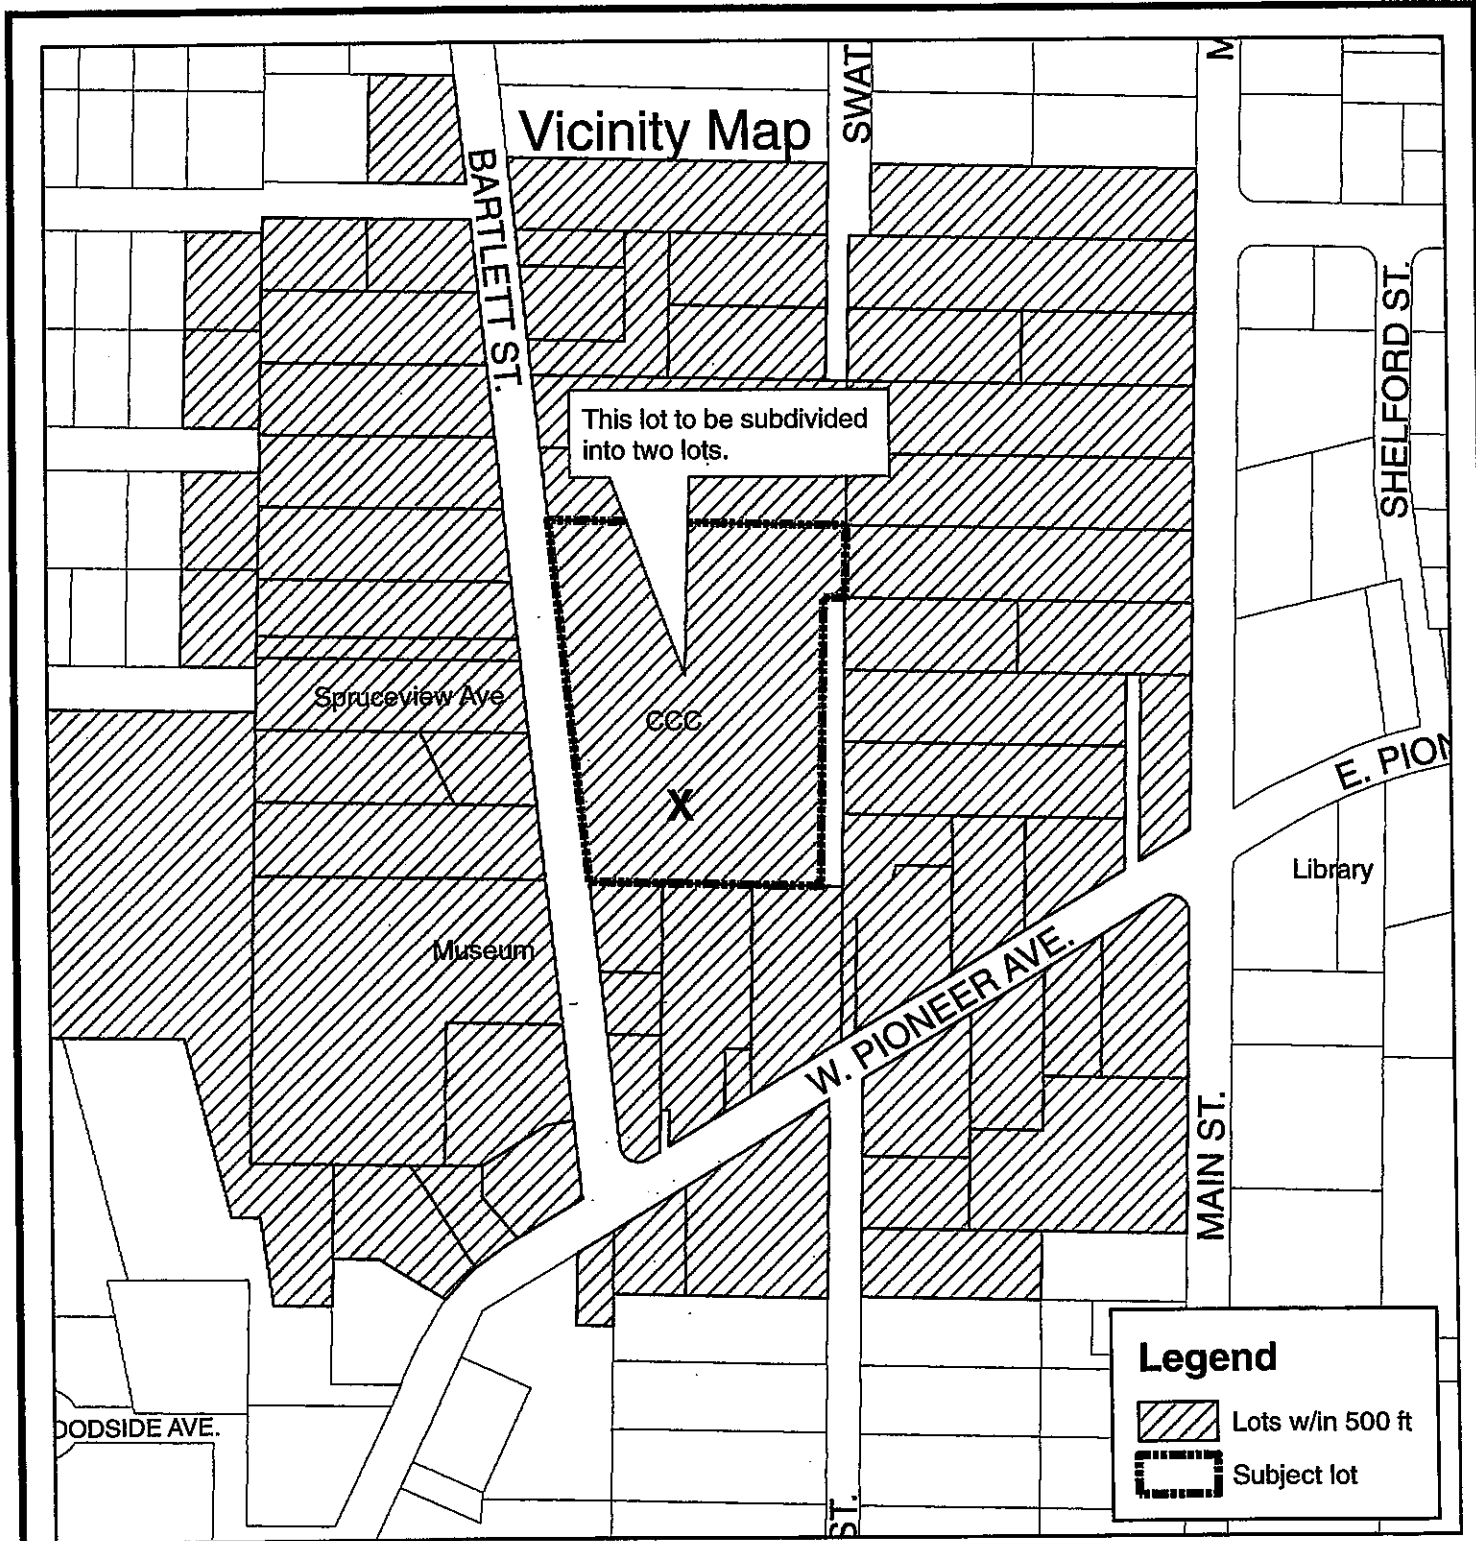 M
SWAT
Vicinity Map
BARTLETT ST.
SHELFORD ST.
This lot to be subdivided
into two lots.
Spruceview Ave
CCC
E. PION
X
Library
Museum
W. PIONEER AVE.
MAIN ST.
Legend
Lots w/in 500 ft
Subject lot
OODSIDE AVE.
ST.